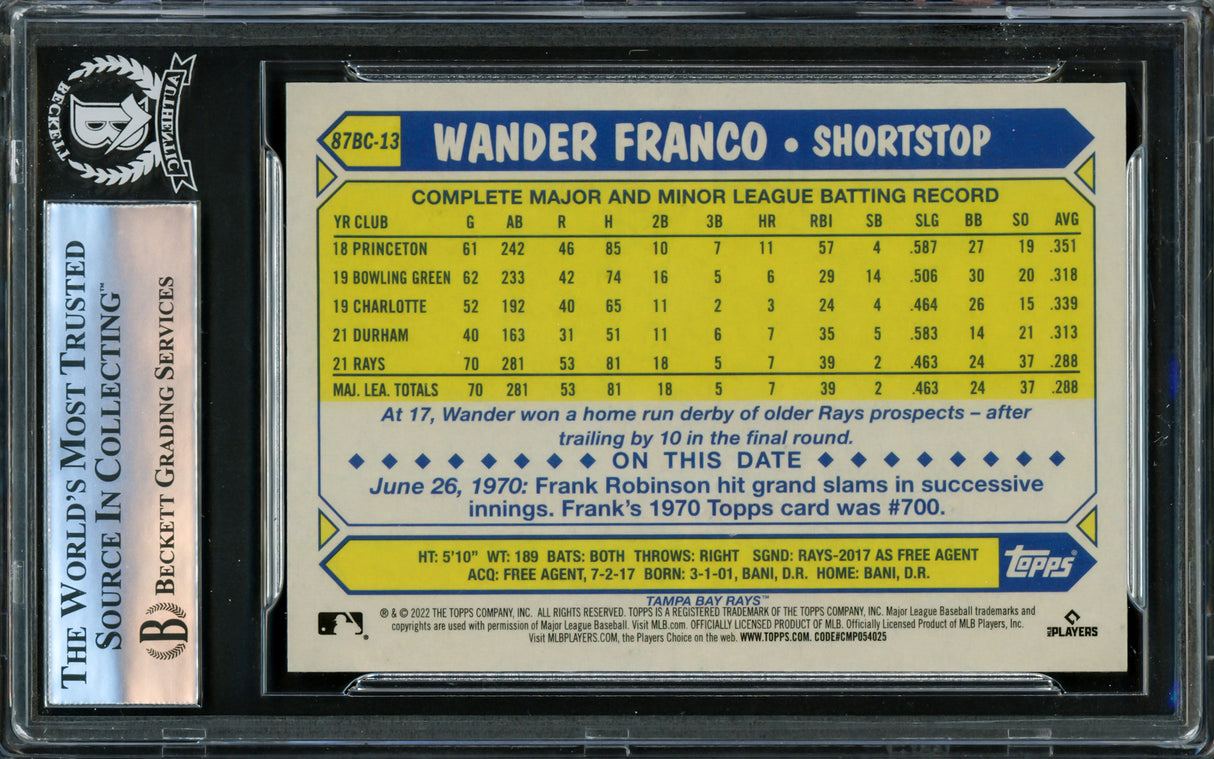 BECKETT AUTHENTIC
B
THE WORLD'S MOST TRUSTED
SOURCE IN COLLECTING™
BECKETT GRADING SERVICES
87BC-13 WANDER FRANCO • SHORTSTOP
COMPLETE MAJOR AND MINOR LEAGUE BATTING RECORD
YR CLUB G AB R H 2B 3B HR RBI SB SLG BB SO AVG
18 PRINCETON 61 242 46 85 10 7 11 57 4 .587 27 19 .351
19 BOWLING GREEN 62 233 42 74 16 5 6 29 14 .506 30 20 .318
19 CHARLOTTE 52 192 40 65 11 2 3 24 4 .464 26 15 .339
21 DURHAM 40 163 31 51 11 6 7 35 5 .583 14 21 .313
21 RAYS 70 281 53 81 18 5 7 39 2 .463 24 37 .288
MAJ. LEA. TOTALS 70 281 53 81 18 5 7 39 2 .463 24 37 .288
At 17, Wander won a home run derby of older Rays prospects – after
trailing by 10 in the final round.
ON THIS DATE
June 26, 1970: Frank Robinson hit grand slams in successive
innings. Frank's 1970 Topps card was #700.
HT: 5'10" WT: 189 BATS: BOTH THROWS: RIGHT SGND: RAYS-2017 AS FREE AGENT
ACQ: FREE AGENT, 7-2-17 BORN: 3-1-01, BANI, D.R. HOME: BANI, D.R.
topps®
TAMPA BAY RAYS™
® & © 2022 THE TOPPS COMPANY, INC. ALL RIGHTS RESERVED. TOPPS IS A REGISTERED TRADEMARK OF THE TOPPS COMPANY, INC. Major League Baseball trademarks and
copyrights are used with permission of Major League Baseball. Visit MLB.com. OFFICIALLY LICENSED PRODUCT OF MLB. Officially Licensed Product of MLB Players, Inc.
Visit MLBPLAYERS.COM, the Players Choice on the web. WWW.TOPPS.COM. CODE#CMP054025
MLB PLAYERS